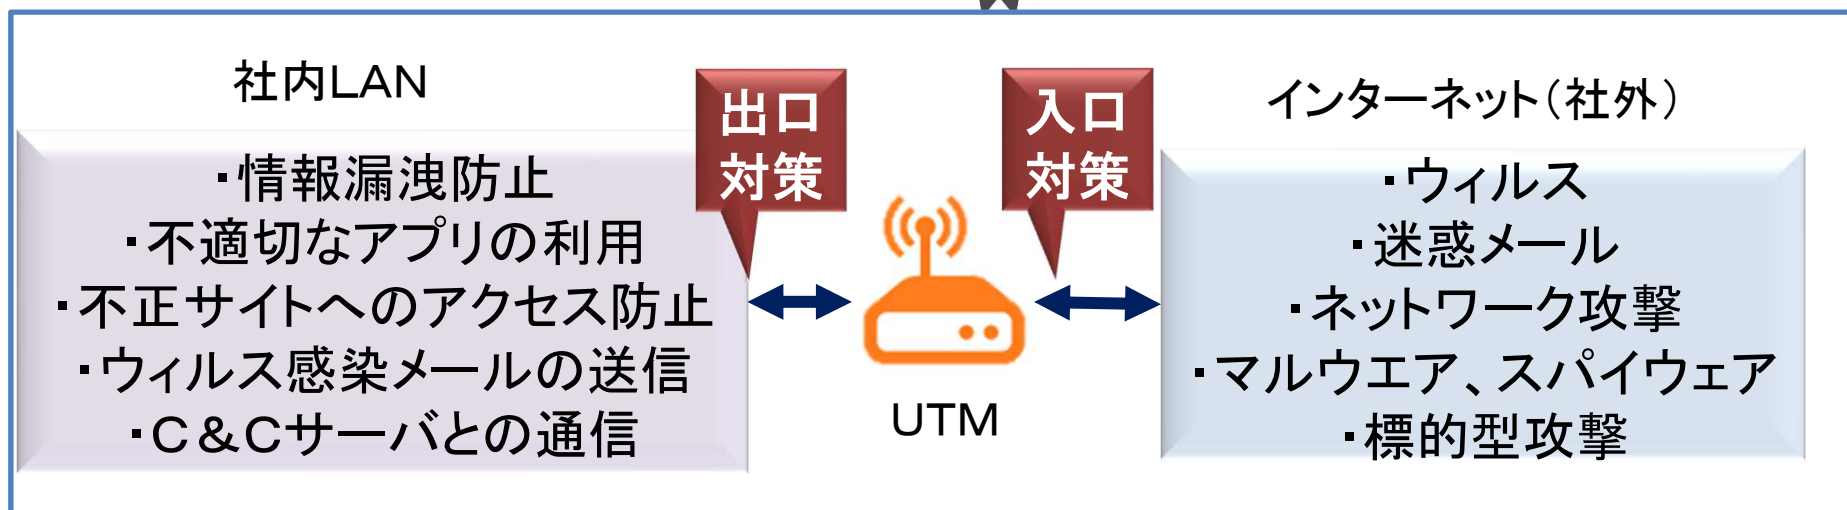 社内LAN
・情報漏洩防止
・不適切なアプリの利用
・不正サイトへのアクセス防止
・ウィルス感染メールの送信
・C&Cサーバとの通信
出口
対策
UTM
入口
対策
インターネット(社外)
・ウィルス
・迷惑メール
・ネットワーク攻撃
・マルウエア、スパイウェア
・標的型攻撃